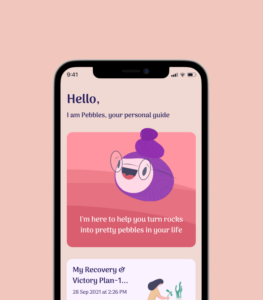 9:41
Hello,
I am Pebbles, your personal guide
I'm here to help you turn rocks
into pretty pebbles in your life
My Recovery &
Victory Plan-1...
28 Sep 2021 at 2:26 PM